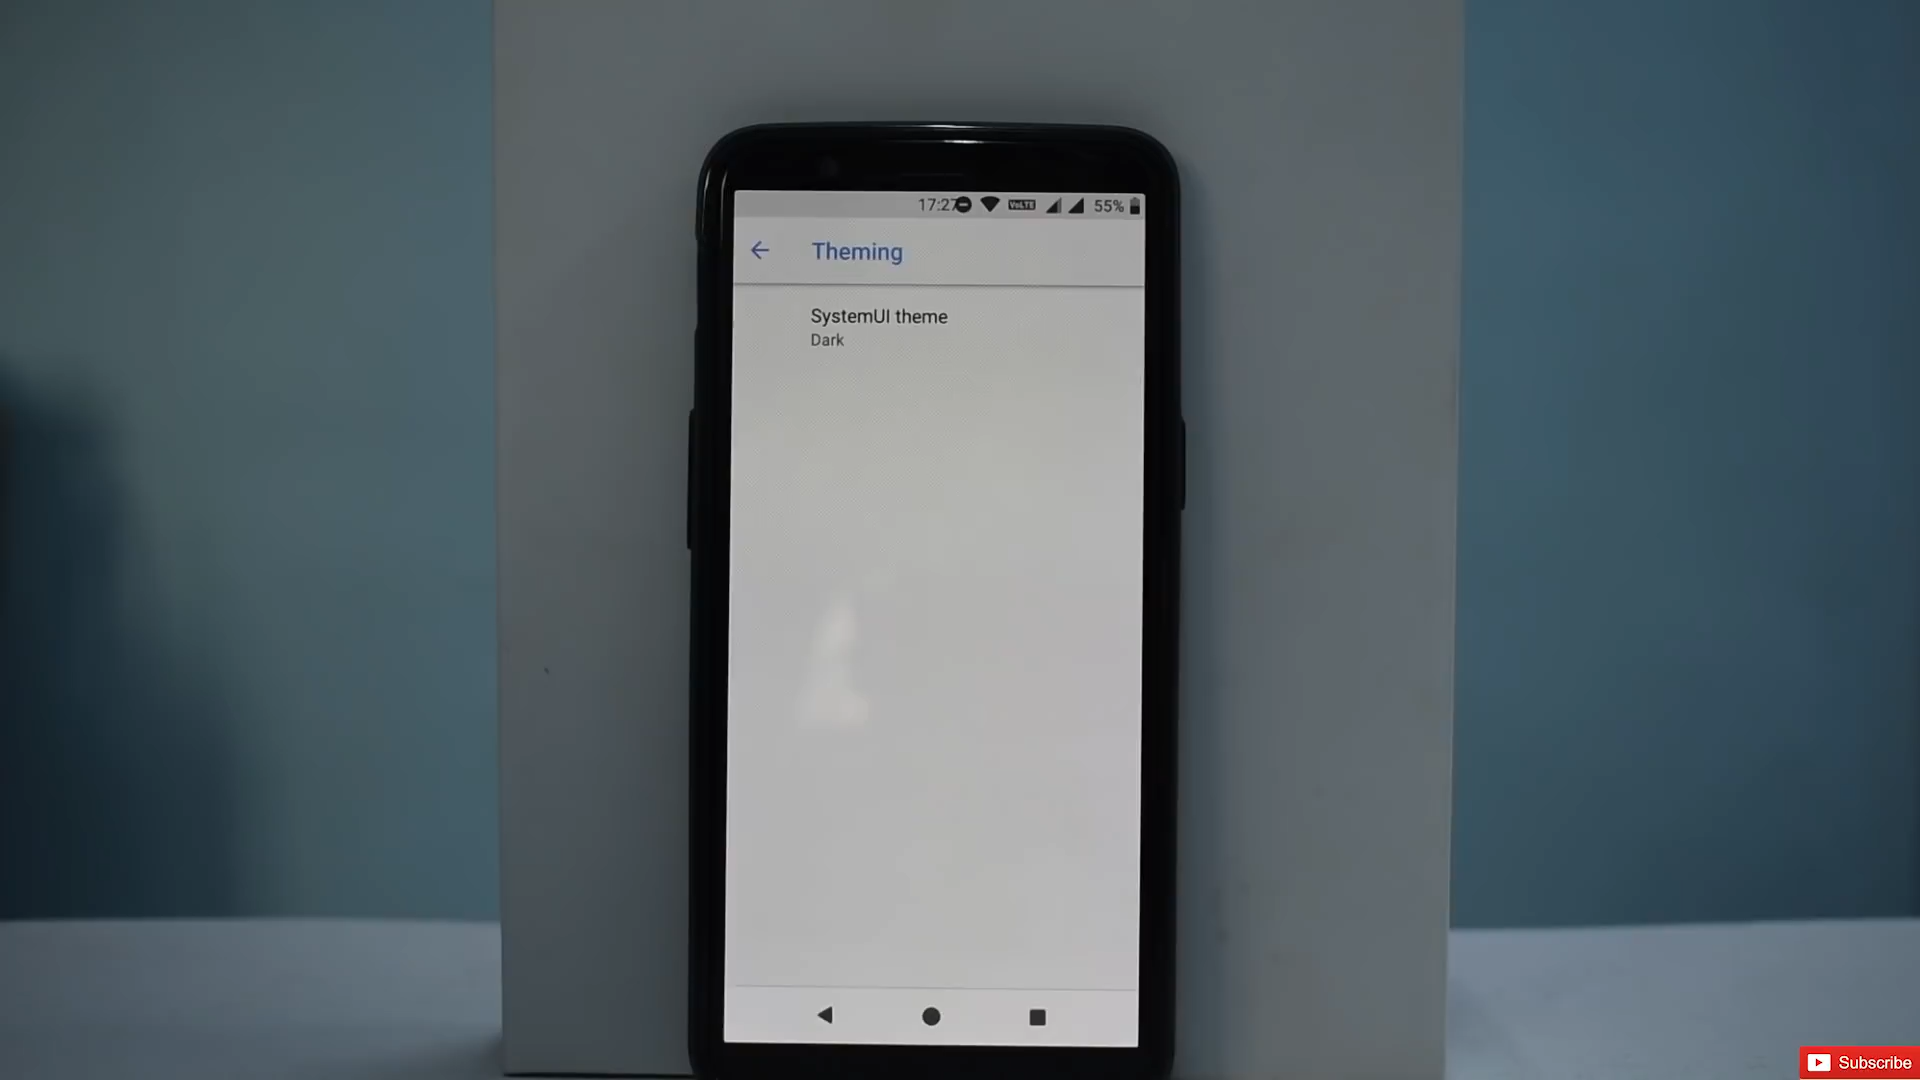 17:27 VoLTE 55%
Theming
SystemUI theme
Dark
Subscribe